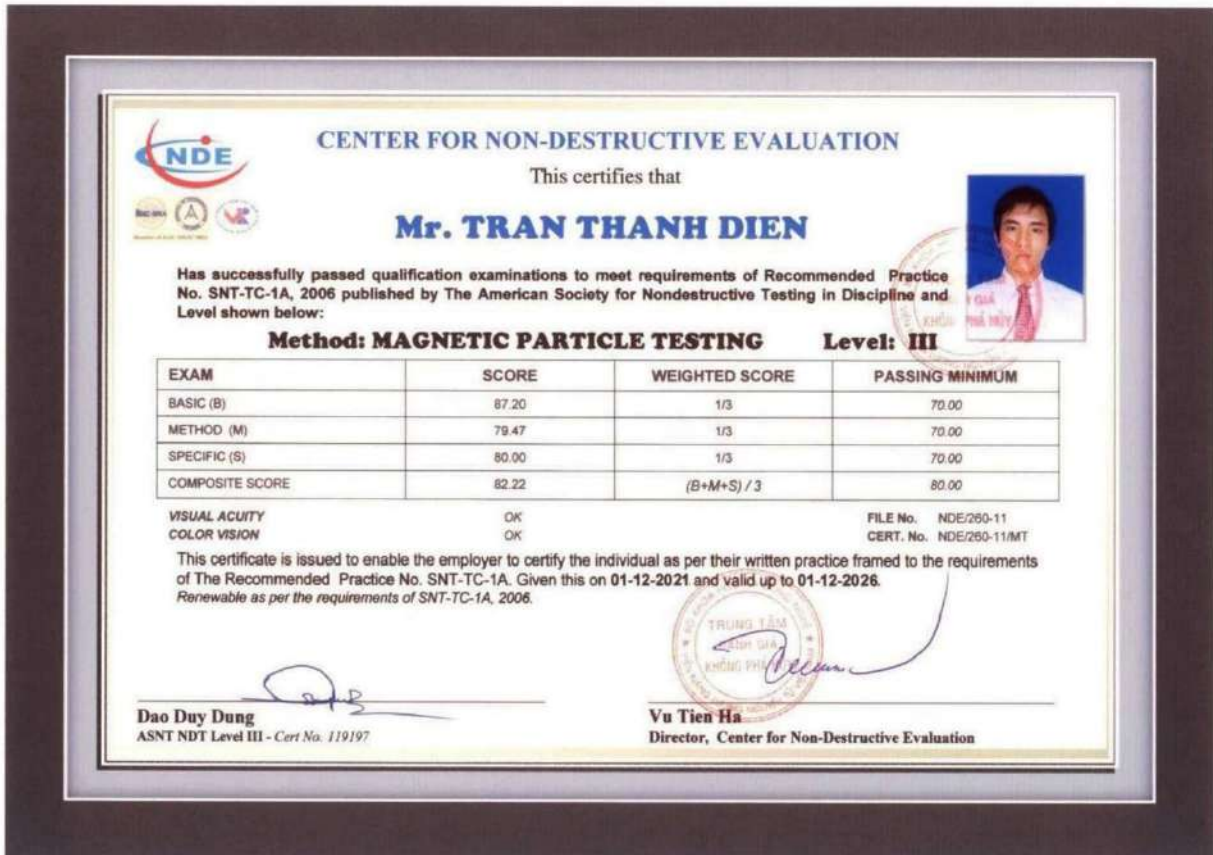 NDE
CENTER FOR NON-DESTRUCTIVE EVALUATION
This certifies that
Mr. TRAN THANH DIEN
Has successfully passed qualification examinations to meet requirements of Recommended Practice
No. SNT-TC-1A, 2006 published by The American Society for Nondestructive Testing in Discipline and
Level shown below:
Method: MAGNETIC PARTICLE TESTING Level: III
EXAM SCORE WEIGHTED SCORE PASSING MINIMUM
BASIC (B) 87.20 1/3 70.00
METHOD (M) 79.47 1/3 70.00
SPECIFIC (S) 80.00 1/3 70.00
COMPOSITE SCORE 82.22 (B+M+S) / 3 80.00
VISUAL ACUITY OK FILE No. NDE/260-11
COLOR VISION OK CERT. No. NDE/260-11/MT
This certificate is issued to enable the employer to certify the individual as per their written practice framed to the requirements
of The Recommended Practice No. SNT-TC-1A. Given this on 01-12-2021 and valid up to 01-12-2026.
Renewable as per the requirements of SNT-TC-1A, 2006.
TRUNG TÂM
ĐÁNH GIÁ
KHÔNG PHÁ
Dao Duy Dung
ASNT NDT Level III - Cert No. 119197
Vu Tien Ha
Director, Center for Non-Destructive Evaluation